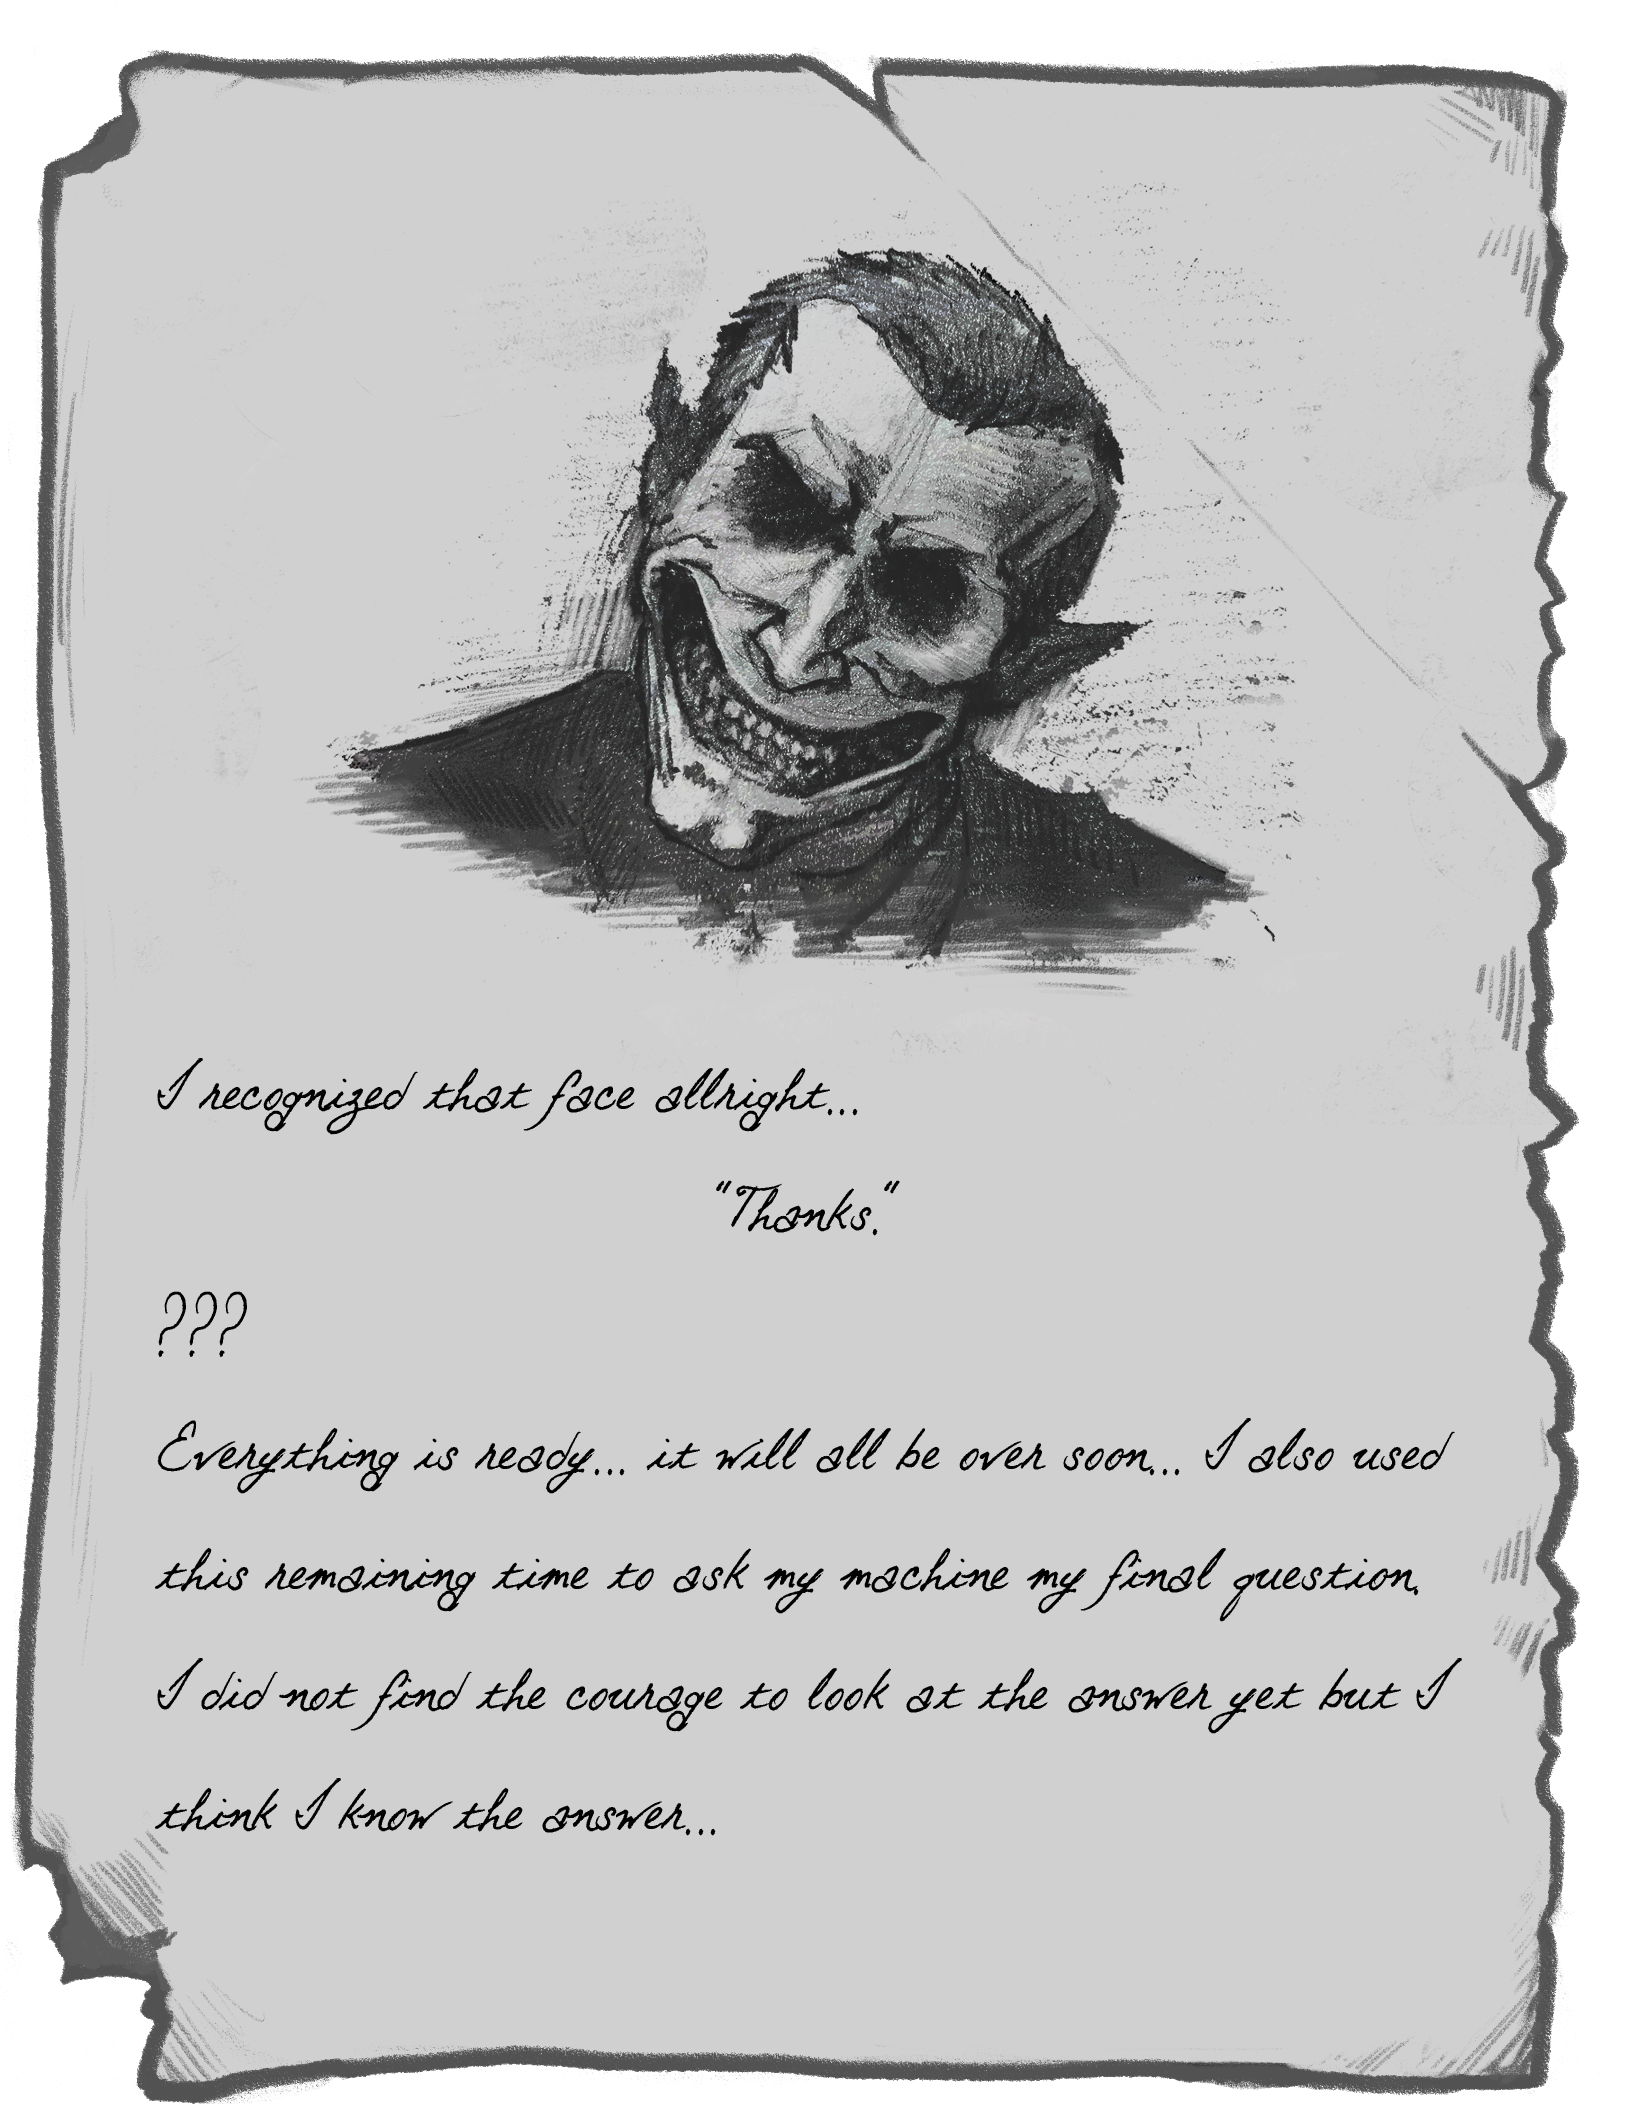 I recognized that face allright...
"Thanks."
???
Everything is ready... it will all be over soon... I also used
this remaining time to ask my machine my final question.
I did not find the courage to look at the answer yet but I
think I know the answer...